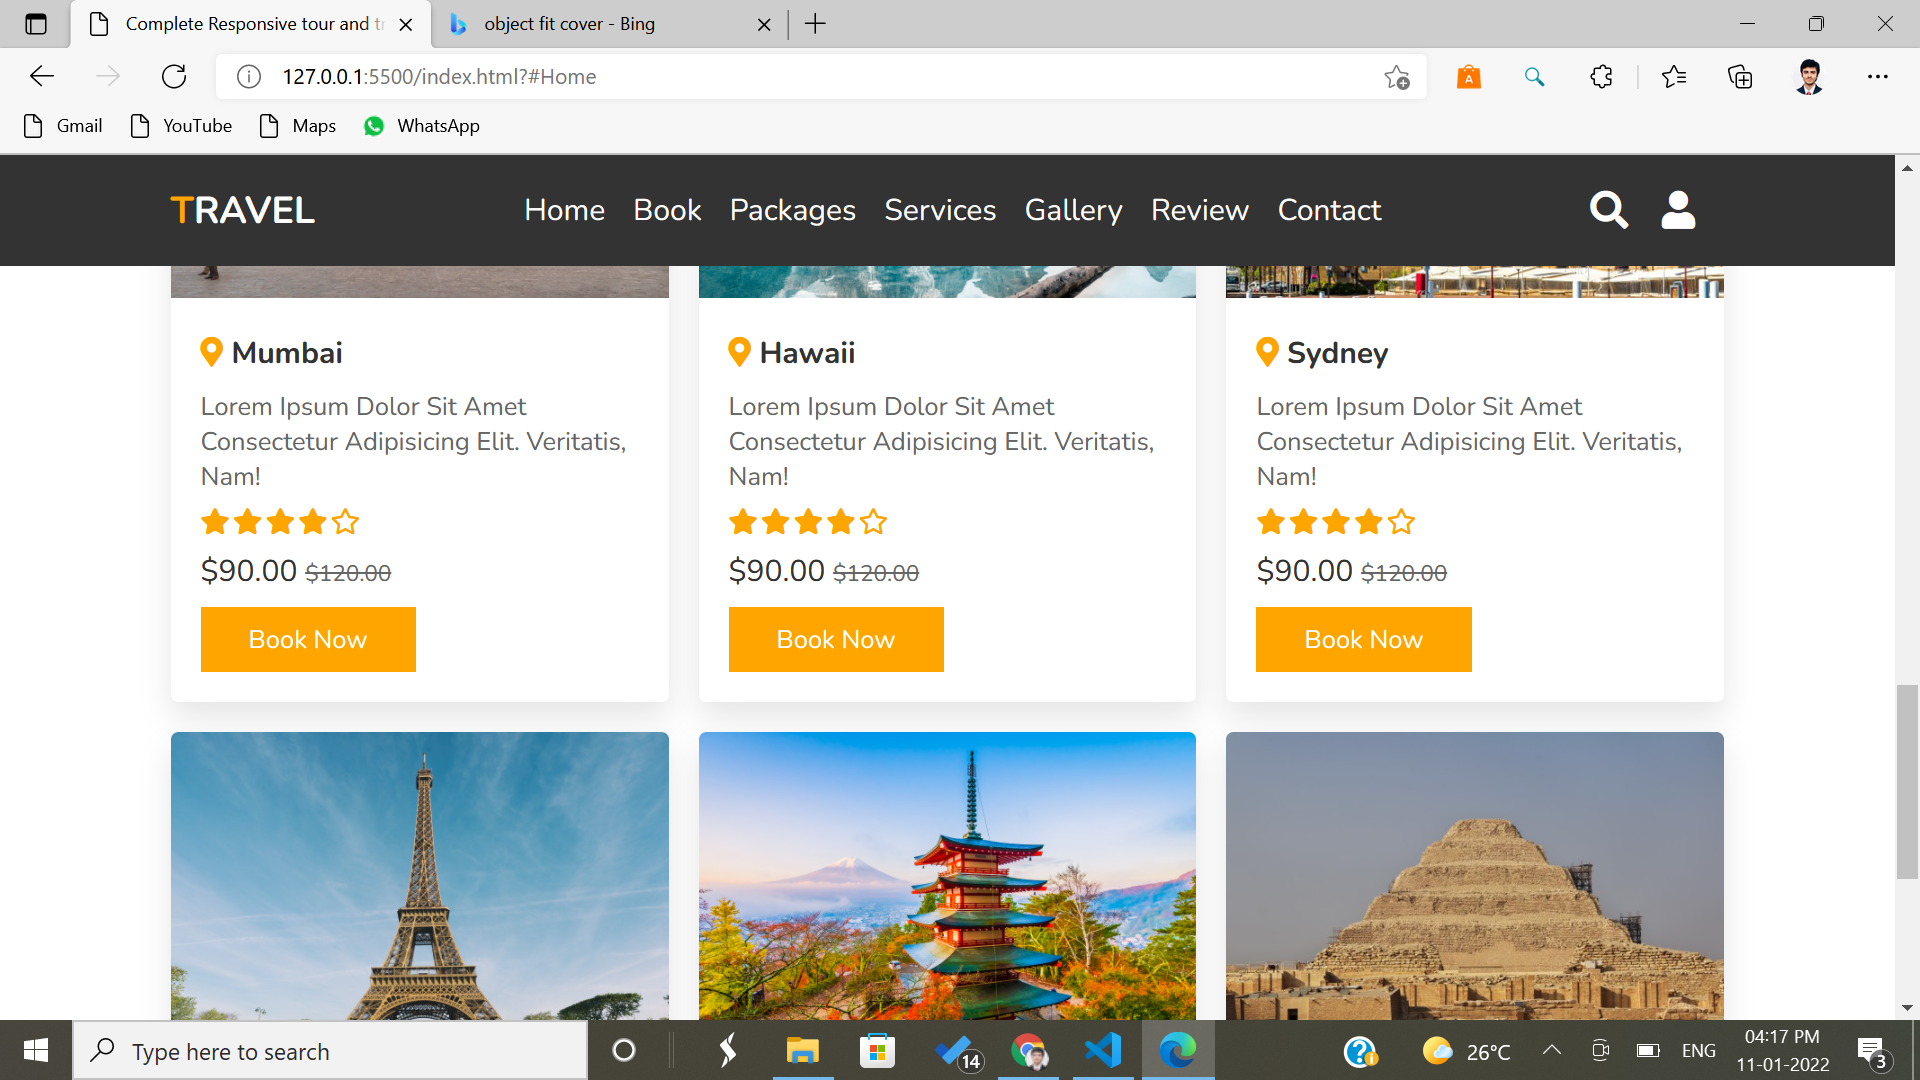 Complete Responsive tour and tr
object fit cover - Bing
127.0.0.1:5500/index.html?#Home
Gmail
YouTube
Maps
WhatsApp
TRAVEL
Home
Book
Packages
Services
Gallery
Review
Contact
Mumbai
Lorem Ipsum Dolor Sit Amet
Consectetur Adipisicing Elit. Veritatis,
Nam!
$90.00 $120.00
Book Now
Hawaii
Lorem Ipsum Dolor Sit Amet
Consectetur Adipisicing Elit. Veritatis,
Nam!
$90.00 $120.00
Book Now
Sydney
Lorem Ipsum Dolor Sit Amet
Consectetur Adipisicing Elit. Veritatis,
Nam!
$90.00 $120.00
Book Now
Type here to search
14
26°C
ENG
04:17 PM
11-01-2022
3